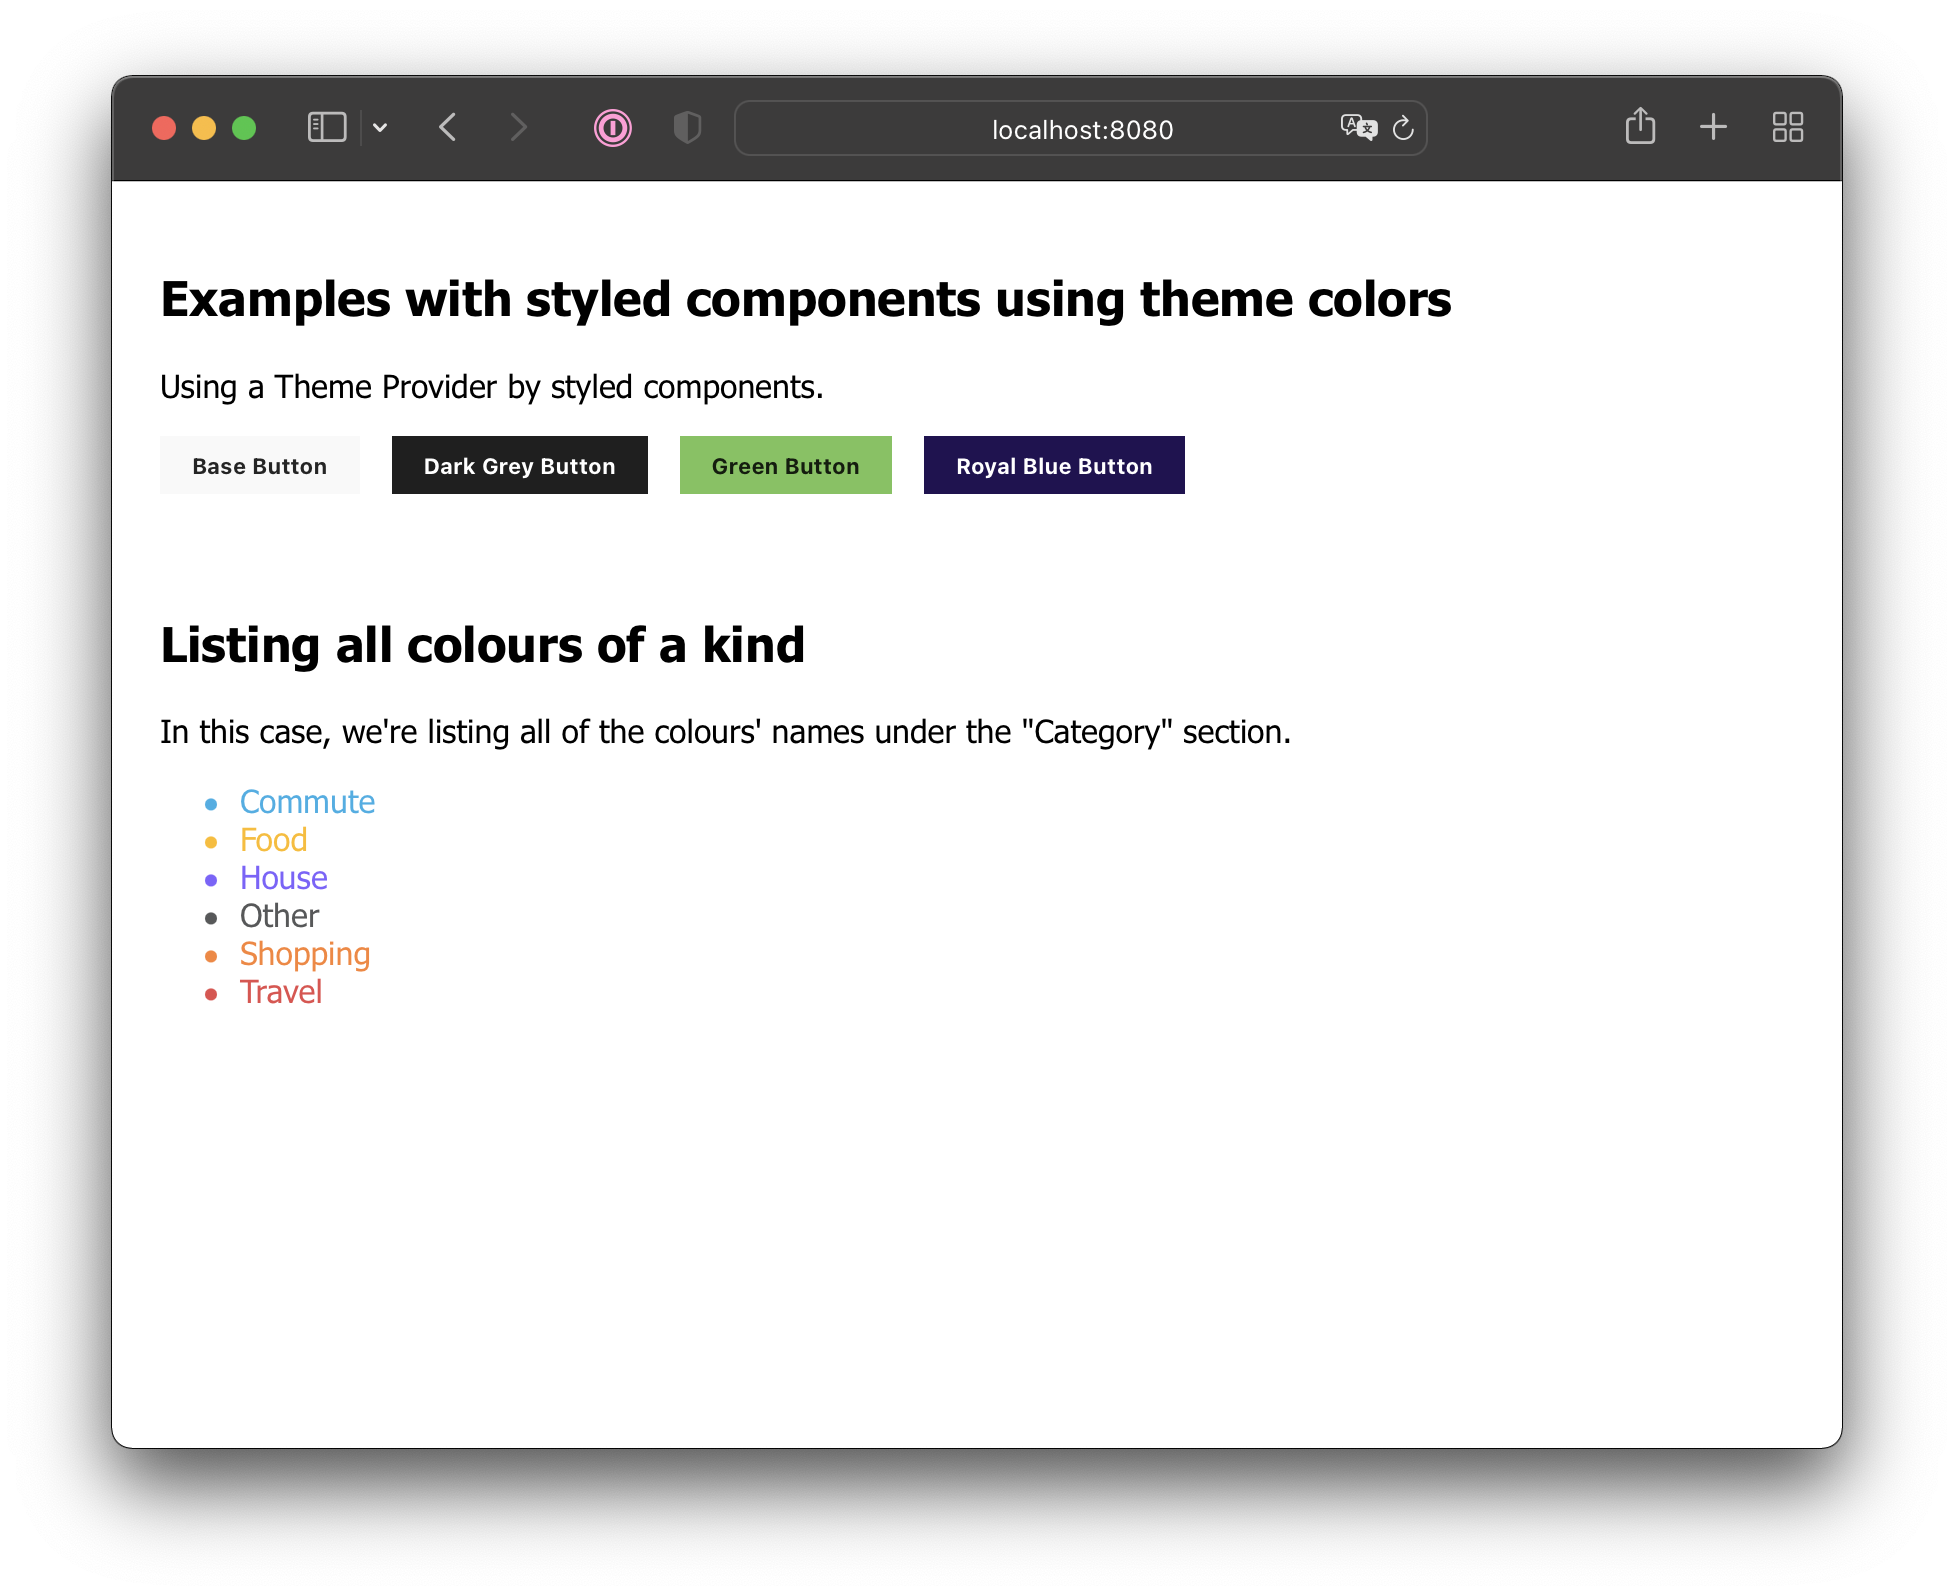 localhost:8080
Examples with styled components using theme colors
Using a Theme Provider by styled components.
Base Button Dark Grey Button Green Button Royal Blue Button
Listing all colours of a kind
In this case, we're listing all of the colours' names under the "Category" section.
Commute
Food
House
Other
Shopping
Travel